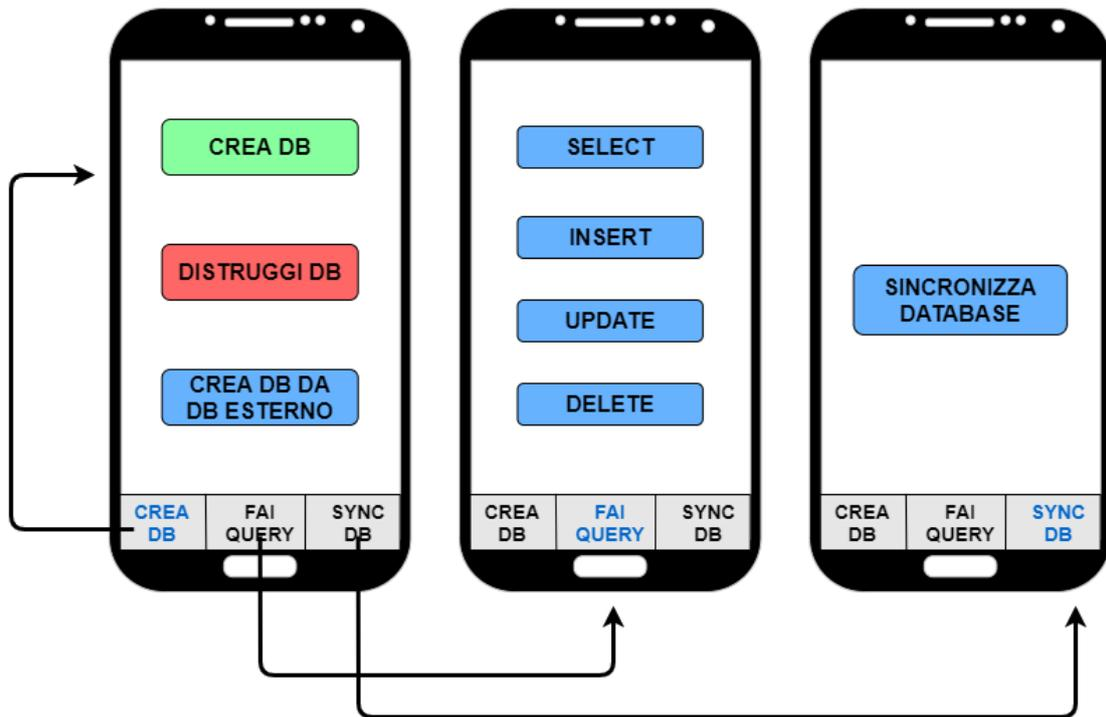 CREA DB
DISTRUGGI DB
CREA DB DA
DB ESTERNO
CREA
DB
FAI
QUERY
SYNC
DB
SELECT
INSERT
UPDATE
DELETE
CREA
DB
FAI
QUERY
SYNC
DB
SINCRONIZZA
DATABASE
CREA
DB
FAI
QUERY
SYNC
DB